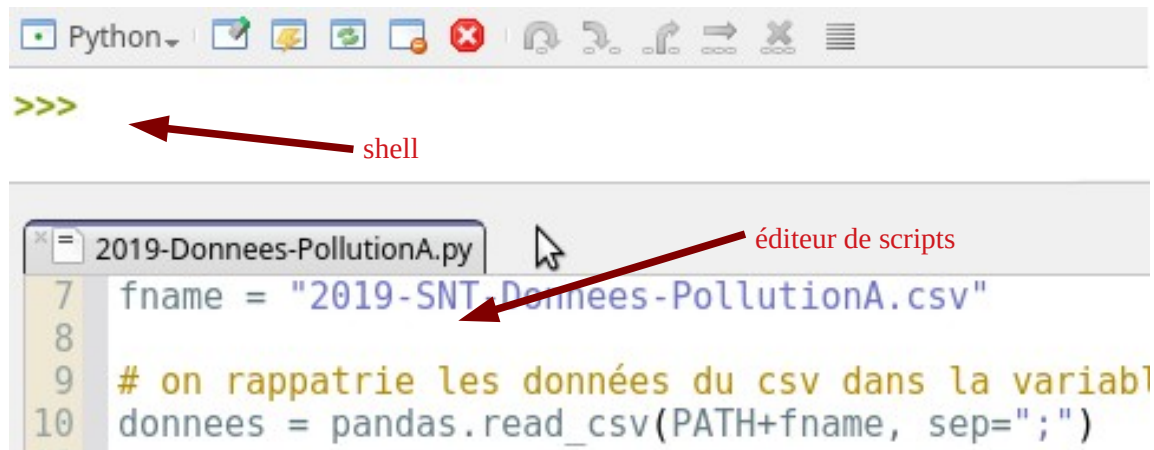 Python
>>>
shell
2019-Donnees-PollutionA.py
éditeur de scripts
7 fname = "2019-SNT-Donnees-PollutionA.csv"
8
9 # on rappatrie les données du csv dans la variabl
10 donnees = pandas.read_csv(PATH+fname, sep=";")